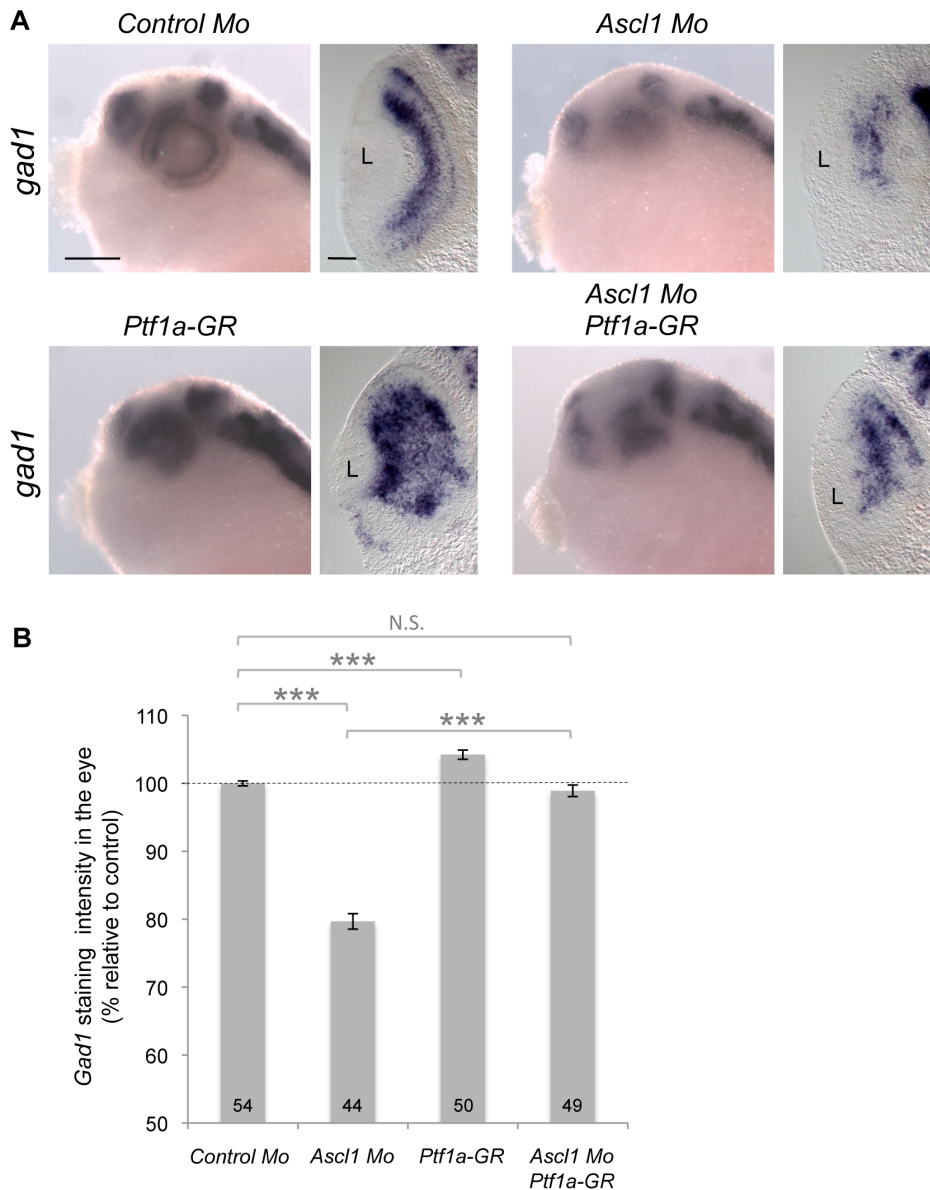 A
Control Mo
Ascl1 Mo
gad1
L
L
Ptf1a-GR
Ascl1 Mo
Ptf1a-GR
gad1
L
L
B
N.S.
***
***
***
Gad1 staining intensity in the eye
(% relative to control)
110
100
90
80
70
60
50
54
44
50
49
Control Mo
Ascl1 Mo
Ptf1a-GR
Ascl1 Mo
Ptf1a-GR